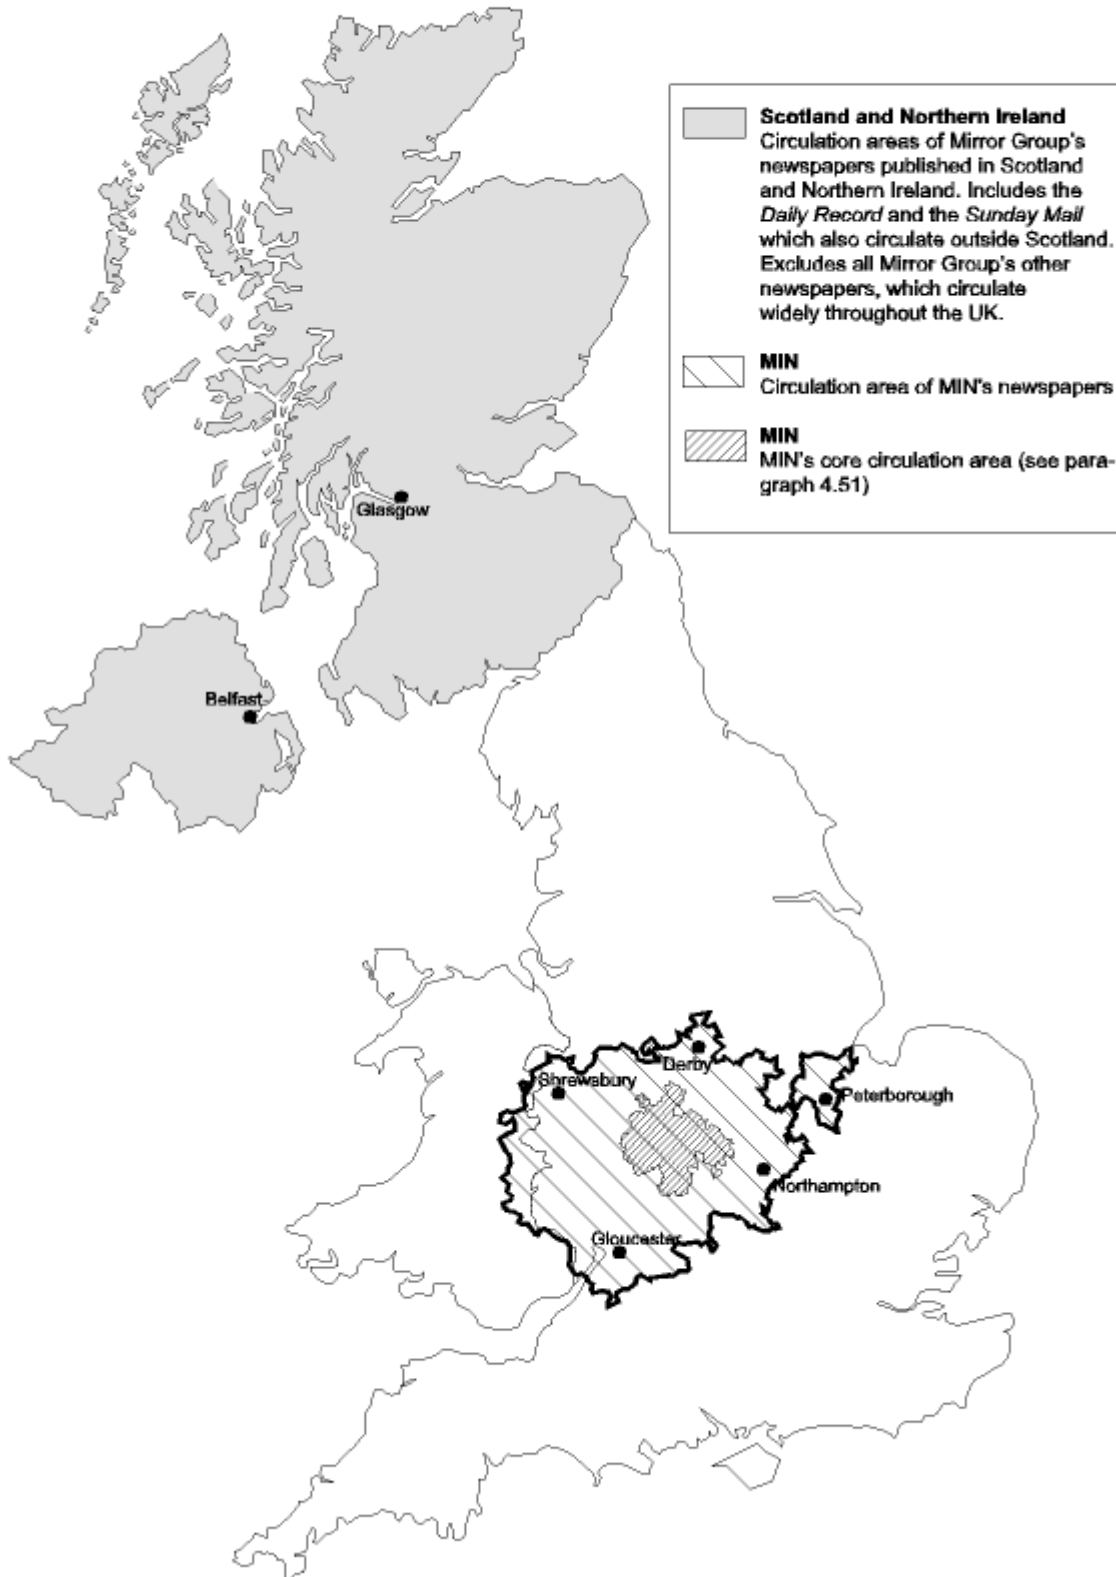 Scotland and Northern Ireland
Circulation areas of Mirror Group's
newspapers published in Scotland
and Northern Ireland. Includes the
Daily Record and the Sunday Mail
which also circulate outside Scotland.
Excludes all Mirror Group's other
newspapers, which circulate
widely throughout the UK.
MIN
Circulation area of MIN's newspapers
MIN
MIN's core circulation area (see para-
graph 4.51)
Glasgow
Belfast
Derby
Shrewsbury
Peterborough
Northampton
Gloucester